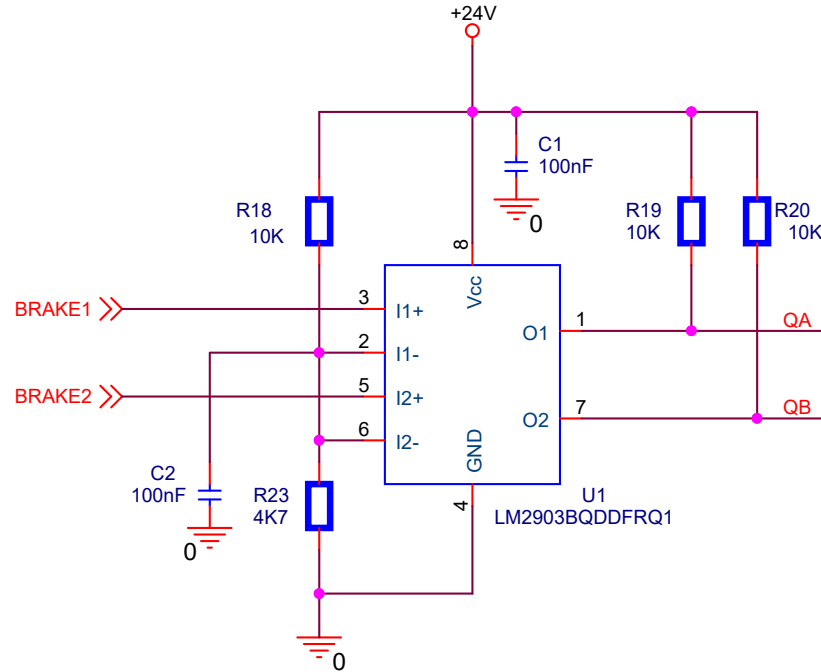 +24V
C1
100nF
0
R18
10K
R19
10K
R20
10K
8
Vcc
BRAKE1
3
I1+
O1
1
QA
2
I1-
BRAKE2
5
I2+
O2
7
QB
6
I2-
GND
4
C2
100nF
0
R23
4K7
U1
LM2903BQDDFRQ1
0